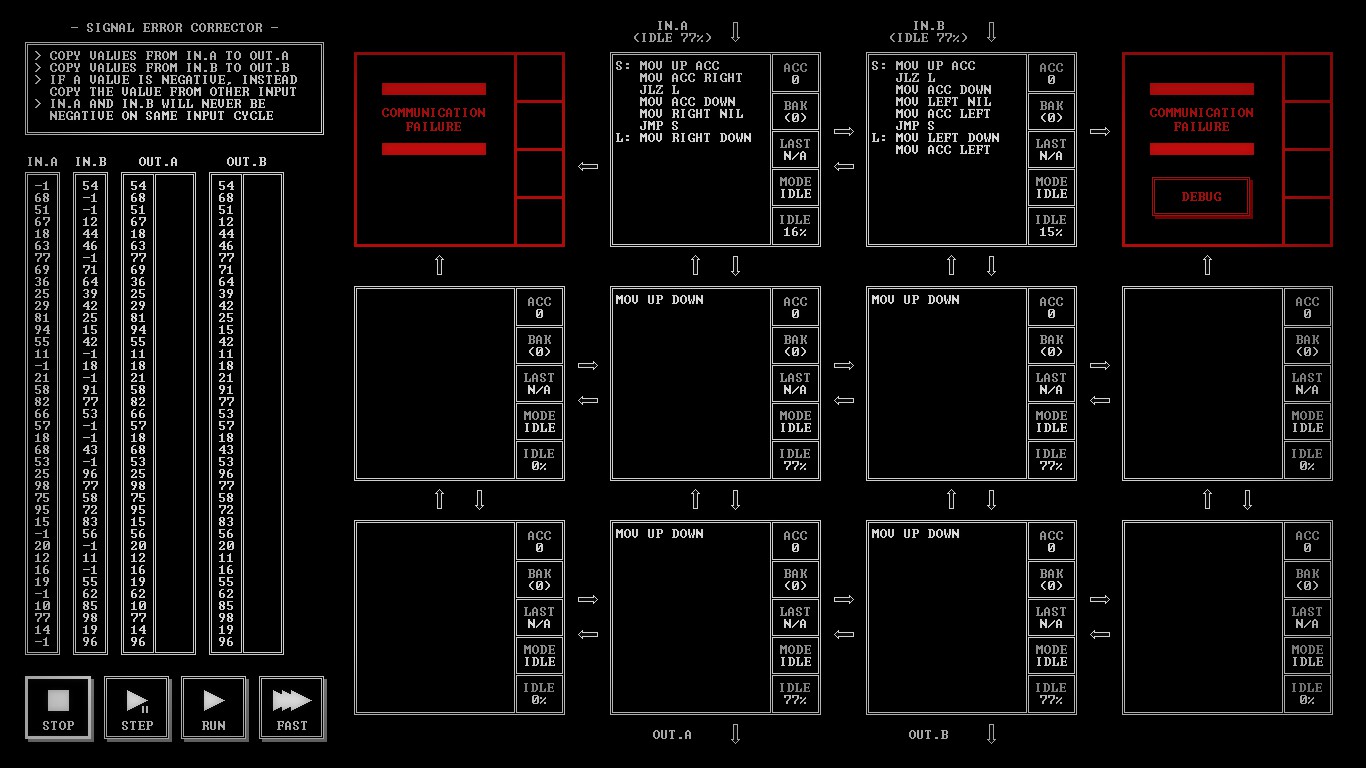 - SIGNAL ERROR CORRECTOR -
> COPY VALUES FROM IN.A TO OUT.A
> COPY VALUES FROM IN.B TO OUT.B
> IF A VALUE IS NEGATIVE, INSTEAD
COPY THE VALUE FROM OTHER INPUT
> IN.A AND IN.B WILL NEVER BE
NEGATIVE ON SAME INPUT CYCLE
IN.A IN.B OUT.A OUT.B
-1 54 54 54
68 -1 68 68
51 -1 51 51
67 12 67 12
18 44 18 44
63 46 63 46
77 -1 77 77
69 71 69 71
36 64 36 64
25 39 25 39
29 42 29 42
81 25 81 25
94 15 94 15
55 42 55 42
11 -1 11 11
-1 18 18 18
21 -1 21 21
58 91 58 91
82 77 82 77
66 53 66 53
57 -1 57 57
18 -1 18 18
68 43 68 43
53 -1 53 53
25 96 25 96
98 77 98 77
75 58 75 58
95 72 95 72
15 83 15 83
-1 56 56 56
20 -1 20 20
12 11 12 11
16 -1 16 16
19 55 19 55
-1 62 62 62
10 85 10 85
77 98 77 98
14 19 14 19
-1 96 96 96
STOP
STEP
RUN
FAST
IN.A
(IDLE 77%)
IN.B
(IDLE 77%)
COMMUNICATION
FAILURE
S: MOV UP ACC
MOV ACC RIGHT
JLZ L
MOV ACC DOWN
MOV RIGHT NIL
JMP S
L: MOV RIGHT DOWN
ACC
0
BAK
(0)
LAST
N/A
MODE
IDLE
IDLE
16%
S: MOV UP ACC
JLZ L
MOV ACC DOWN
MOV LEFT NIL
MOV ACC LEFT
JMP S
L: MOV LEFT DOWN
MOV ACC LEFT
ACC
0
BAK
(0)
LAST
N/A
MODE
IDLE
IDLE
15%
COMMUNICATION
FAILURE
DEBUG
ACC
0
BAK
(0)
LAST
N/A
MODE
IDLE
IDLE
0%
MOV UP DOWN
ACC
0
BAK
(0)
LAST
N/A
MODE
IDLE
IDLE
77%
MOV UP DOWN
ACC
0
BAK
(0)
LAST
N/A
MODE
IDLE
IDLE
77%
ACC
0
BAK
(0)
LAST
N/A
MODE
IDLE
IDLE
0%
ACC
0
BAK
(0)
LAST
N/A
MODE
IDLE
IDLE
0%
MOV UP DOWN
ACC
0
BAK
(0)
LAST
N/A
MODE
IDLE
IDLE
77%
MOV UP DOWN
ACC
0
BAK
(0)
LAST
N/A
MODE
IDLE
IDLE
77%
ACC
0
BAK
(0)
LAST
N/A
MODE
IDLE
IDLE
0%
OUT.A
OUT.B